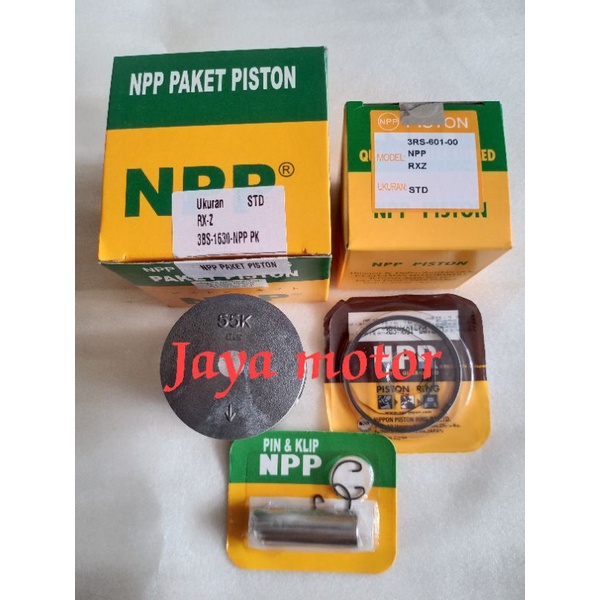 NPP PAKET PISTON
NPP®
Ukuran STD
RX-Z
3BS-1630-NPP PK
NPP PAKET PISTON
NPP PISTON
3RS-601-00
MODEL: NPP
RXZ
UKURAN STD
NPP PISTON
55K
Jaya motor
NPP
PISTON RING
PIN & KLIP
NPP